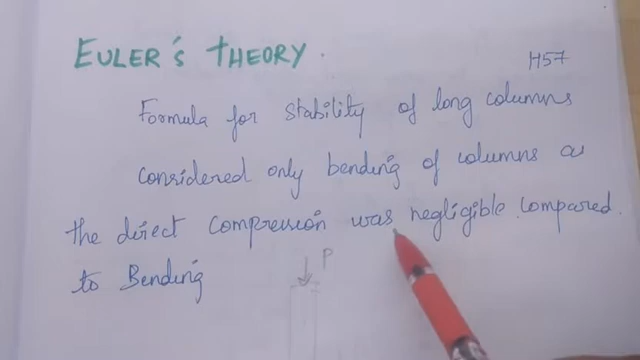 EULER'S THEORY.
H57
Formula for stability of long columns
considered only bending of columns as
the direct compression was negligible compared
to Bending
P